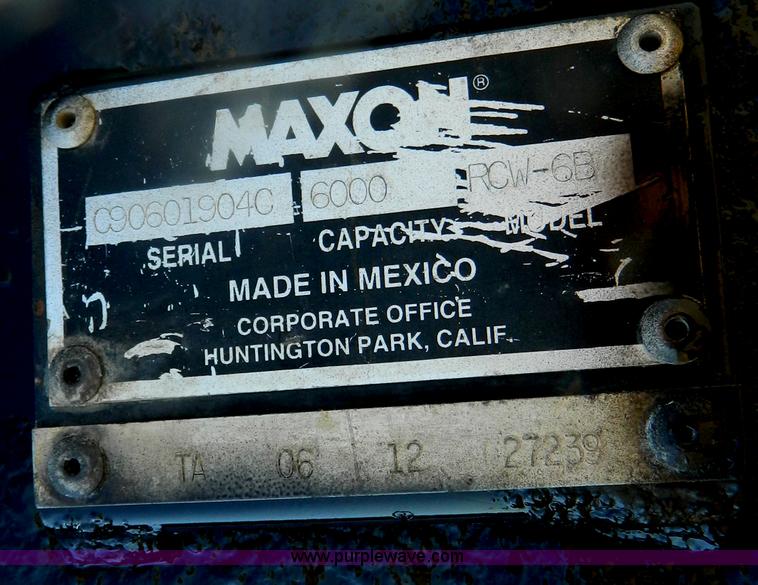 MAXON®
C90601904C 6000 RCW-6B
SERIAL CAPACITY MODEL
MADE IN MEXICO
CORPORATE OFFICE
HUNTINGTON PARK, CALIF.
TA 06 12 27239
www.purplewave.com